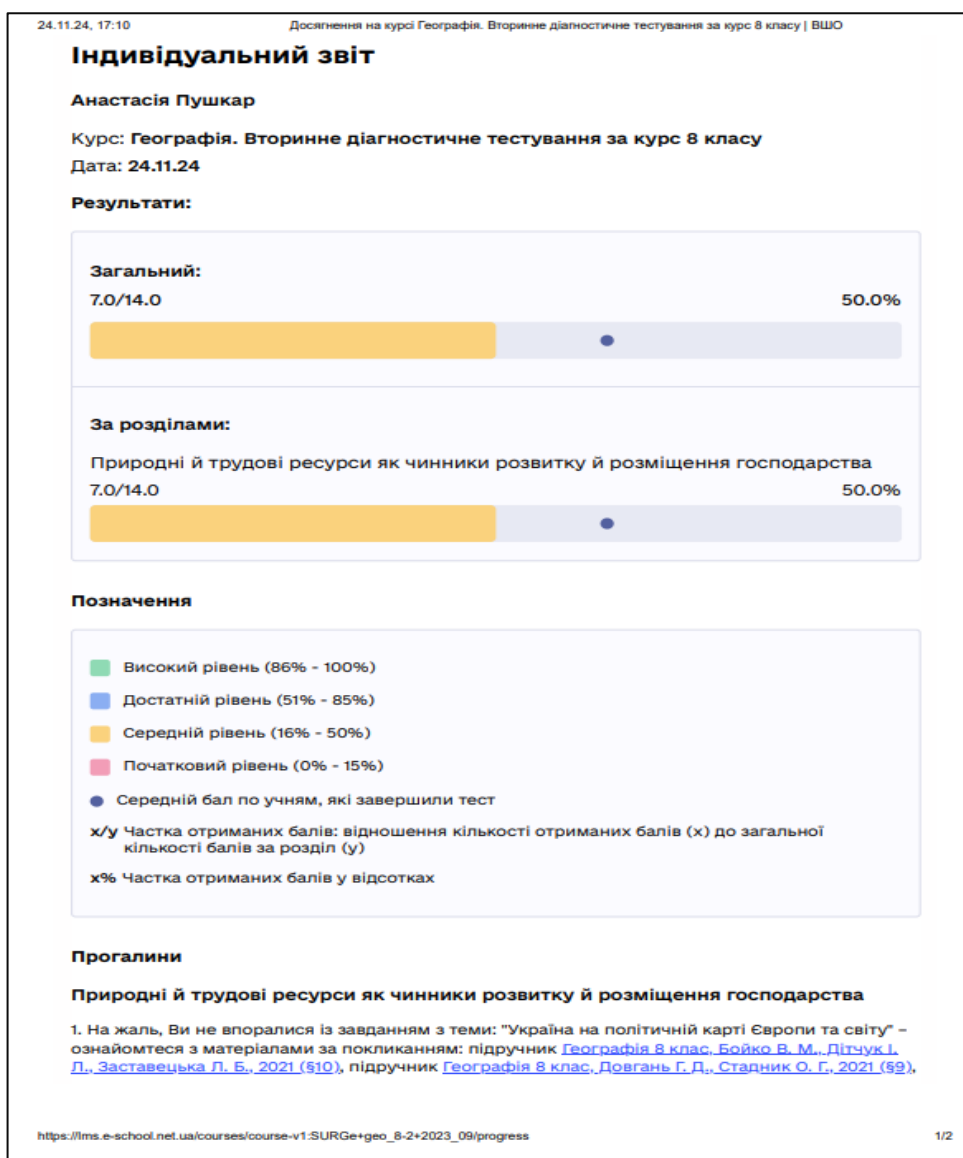 24.11.24, 17:10 Досягнення на курсі Географія. Вторинне діагностичне тестування за курс 8 класу | ВШО
Індивідуальний звіт
Анастасія Пушкар
Курс: Географія. Вторинне діагностичне тестування за курс 8 класу
Дата: 24.11.24
Результати:
Загальний:
7.0/14.0 50.0%
За розділами:
Природні й трудові ресурси як чинники розвитку й розміщення господарства
7.0/14.0 50.0%
Позначення
Високий рівень (86% - 100%)
Достатній рівень (51% - 85%)
Середній рівень (16% - 50%)
Початковий рівень (0% - 15%)
Середній бал по учням, які завершили тест
x/y Частка отриманих балів: відношення кількості отриманих балів (x) до загальної
кількості балів за розділ (y)
x% Частка отриманих балів у відсотках
Прогалини
Природні й трудові ресурси як чинники розвитку й розміщення господарства
1. На жаль, Ви не впоралися із завданням з теми: "Україна на політичній карті Європи та світу" –
ознайомтеся з матеріалами за покликанням: підручник Географія 8 клас, Бойко В. М., Дітчук І.
Л., Заставецька Л. Б., 2021 (§10), підручник Географія 8 клас, Довгань Г. Д., Стадник О. Г., 2021 (§9),
https://lms.e-school.net.ua/courses/course-v1:SURGe+geo_8-2+2023_09/progress 1/2